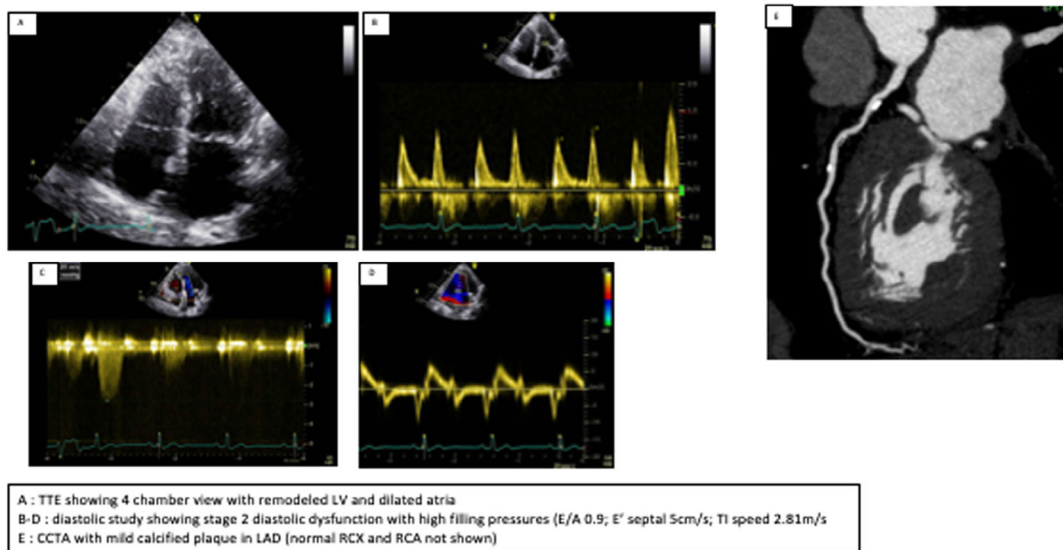 A
B
E
C
D
A : TTE showing 4 chamber view with remodeled LV and dilated atria
B-D : diastolic study showing stage 2 diastolic dysfunction with high filling pressures (E/A 0.9; E' septal 5cm/s; TI speed 2.81m/s
E : CCTA with mild calcified plaque in LAD (normal RCX and RCA not shown)